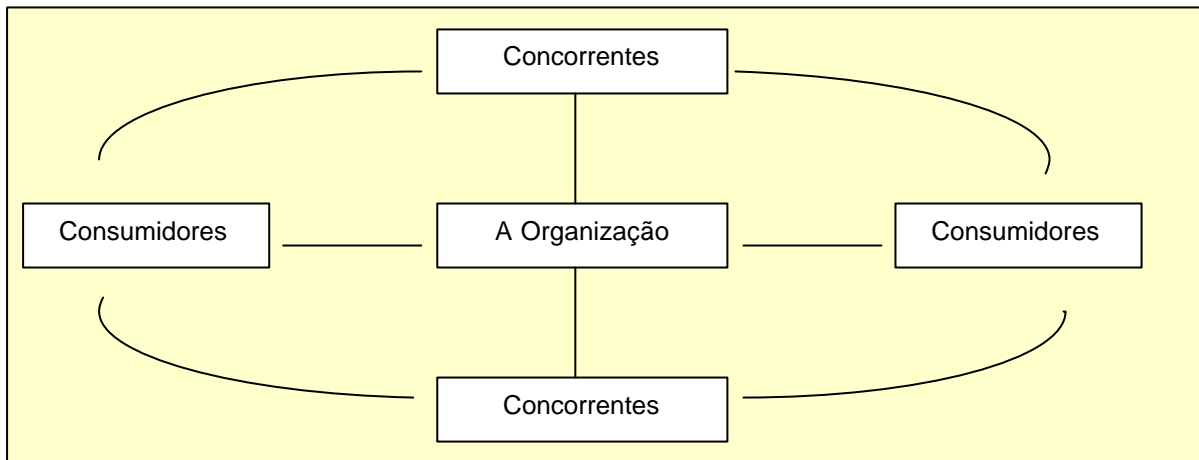 Concorrentes
Consumidores
A Organização
Consumidores
Concorrentes